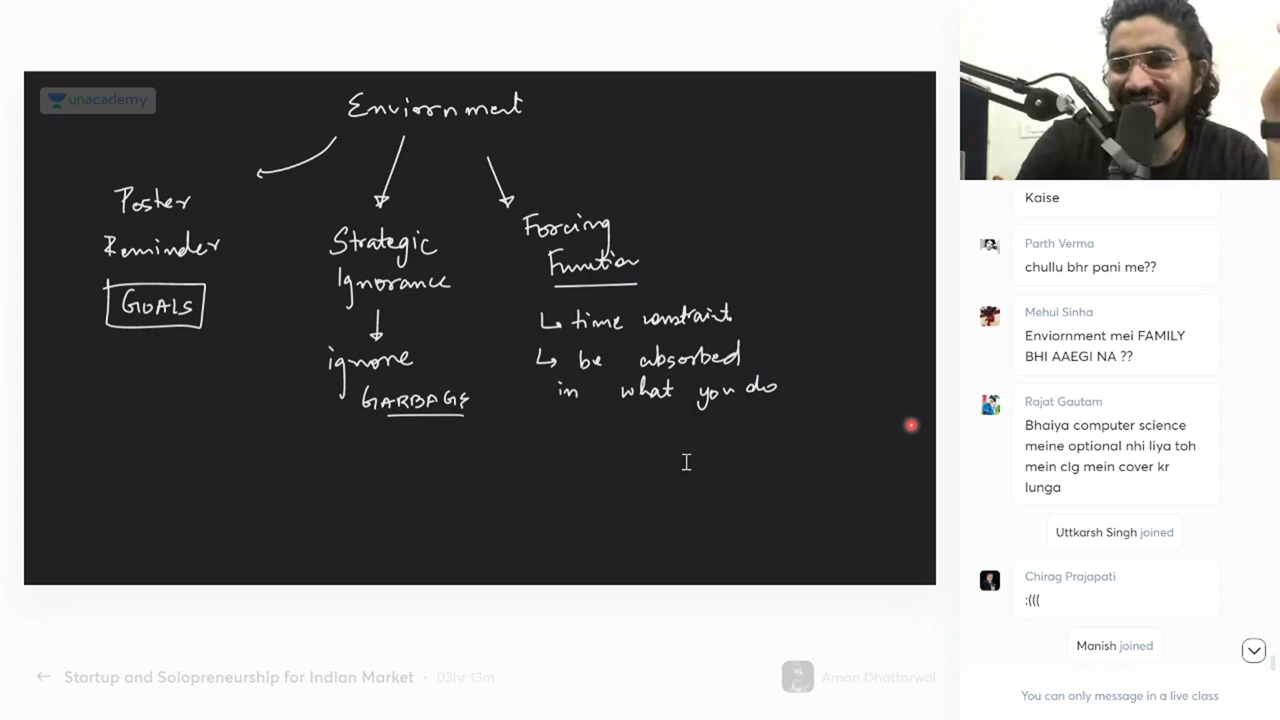 unacademy
Enviornment
Poster
Reminder
GOALS
Strategic
Ignorance
ignore
GARBAGE
Forcing
Function
↳ time constraint
↳ be absorbed
in what you do
Kaise
Parth Verma
chullu bhr pani me??
Mehul Sinha
Enviornment mei FAMILY
BHI AAEGI NA ??
Rajat Gautam
Bhaiya computer science
meine optional nhi liya toh
mein clg mein cover kr
lunga
Uttkarsh Singh joined
Chirag Prajapati
:(((
Manish joined
You can only message in a live class
← Startup and Solopreneurship for Indian Market • 03hr 13m
Aman Dhattarwal